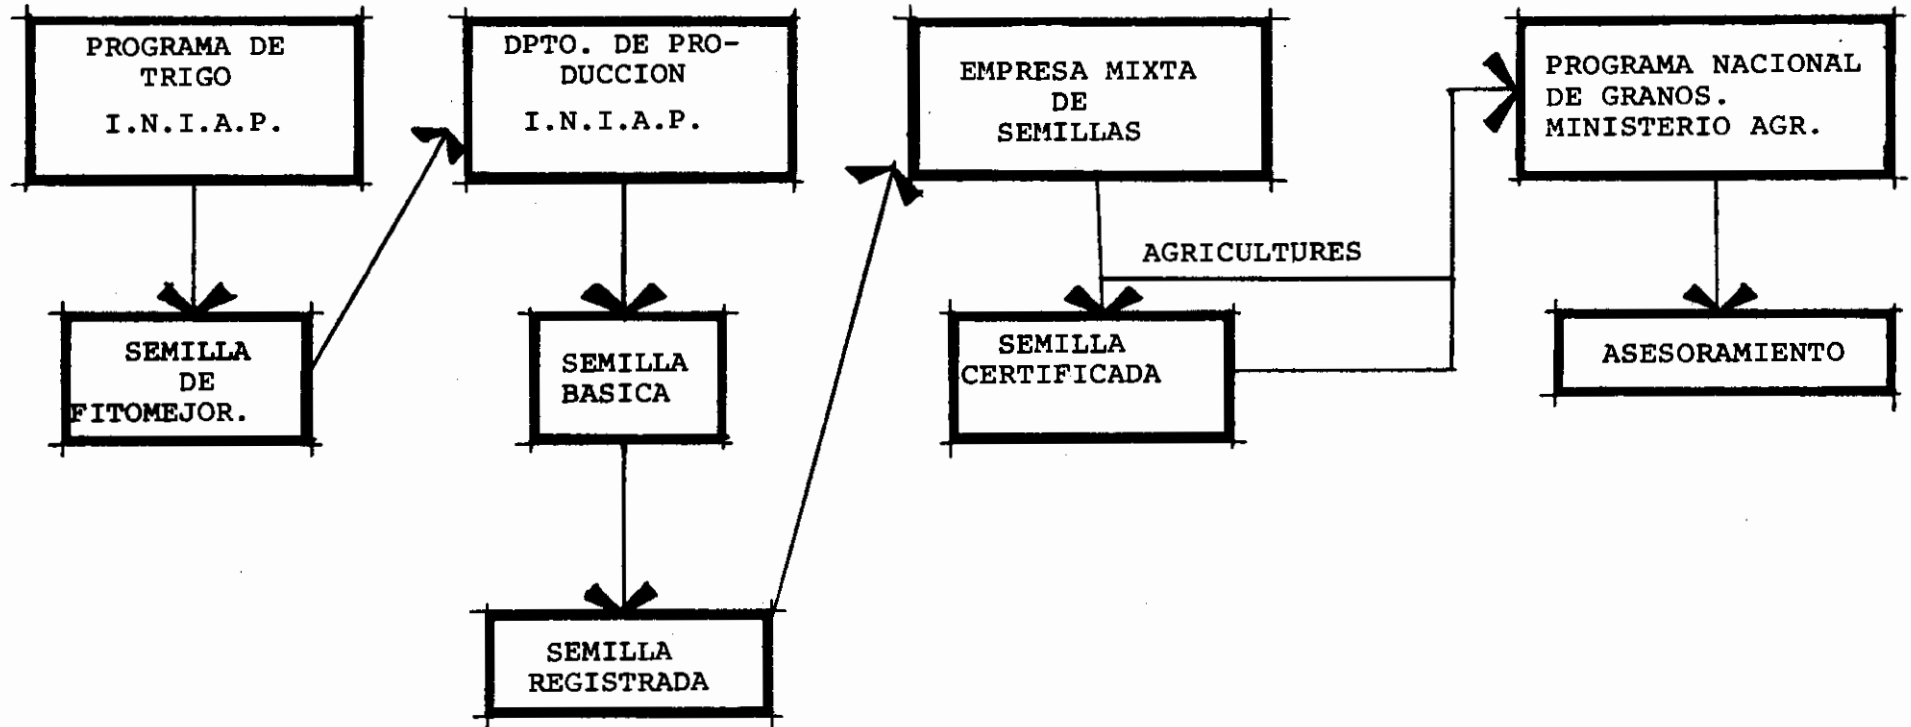 PROGRAMA DE
TRIGO
I.N.I.A.P.
DPTO. DE PRO-
DUCCION
I.N.I.A.P.
EMPRESA MIXTA
DE
SEMILLAS
PROGRAMA NACIONAL
DE GRANOS.
MINISTERIO AGR.
AGRICULTURES
SEMILLA
DE
FITOMEJOR.
SEMILLA
BASICA
SEMILLA
CERTIFICADA
ASESORAMIENTO
SEMILLA
REGISTRADA